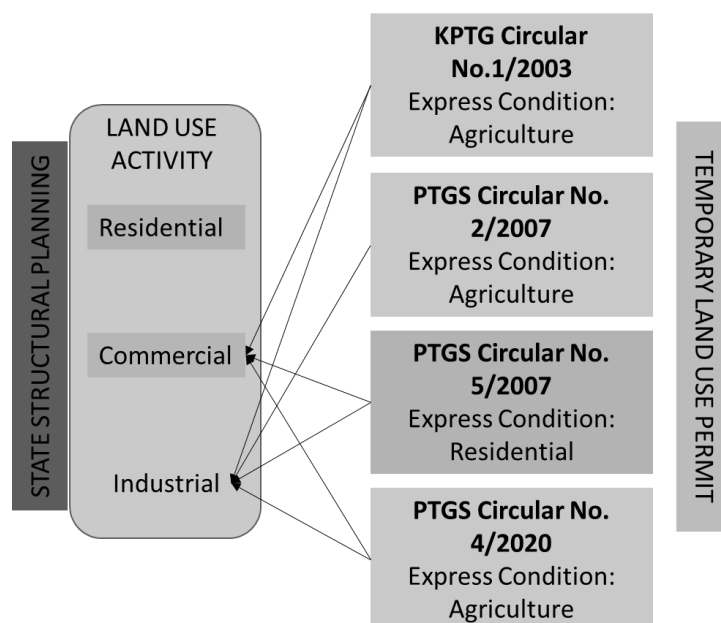 STATE STRUCTURAL PLANNING
LAND USE
ACTIVITY
Residential
Commercial
Industrial
KPTG Circular
No.1/2003
Express Condition:
Agriculture
PTGS Circular No.
2/2007
Express Condition:
Agriculture
PTGS Circular No.
5/2007
Express Condition:
Residential
PTGS Circular No.
4/2020
Express Condition:
Agriculture
TEMPORARY LAND USE PERMIT